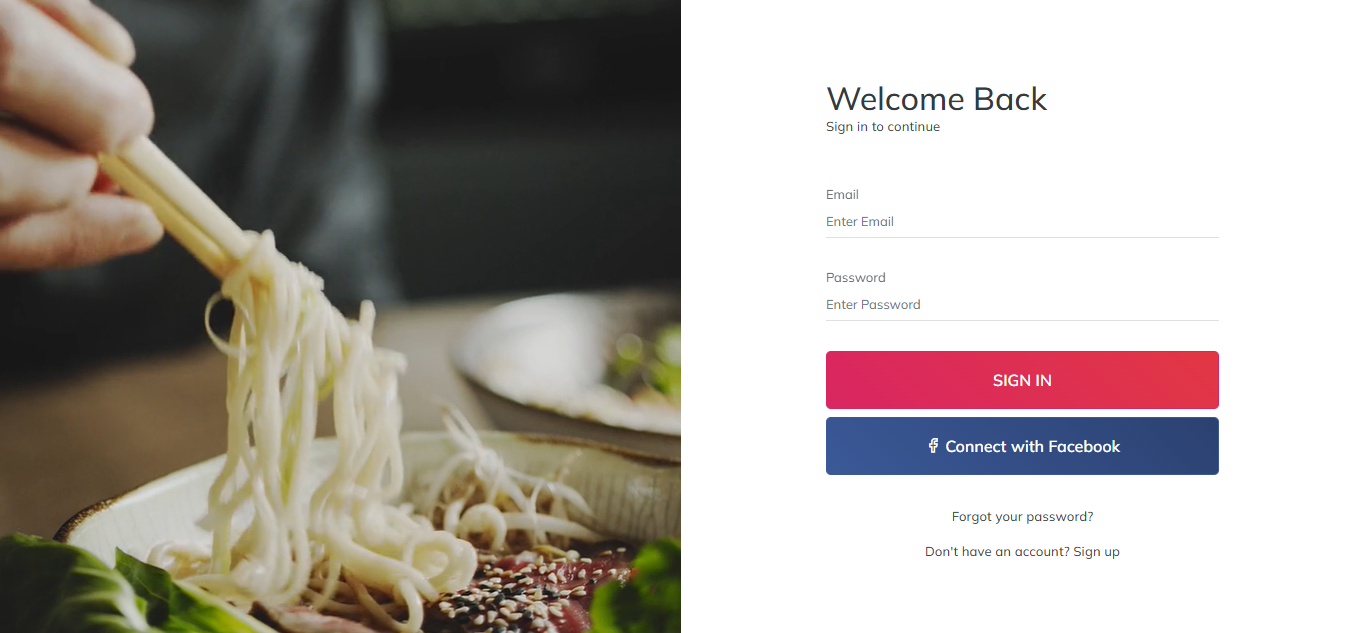 Welcome Back
Sign in to continue
Email
Enter Email
Password
Enter Password
SIGN IN
Connect with Facebook
Forgot your password?
Don't have an account? Sign up